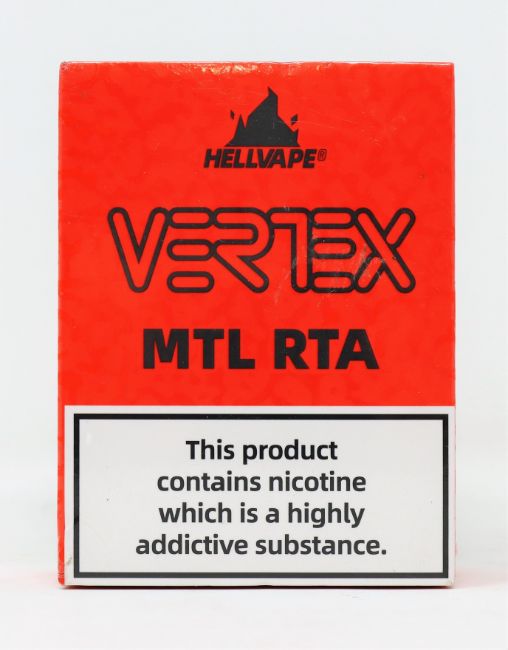 HELLVAPE®
VERTEX
MTL RTA
This product
contains nicotine
which is a highly
addictive substance.